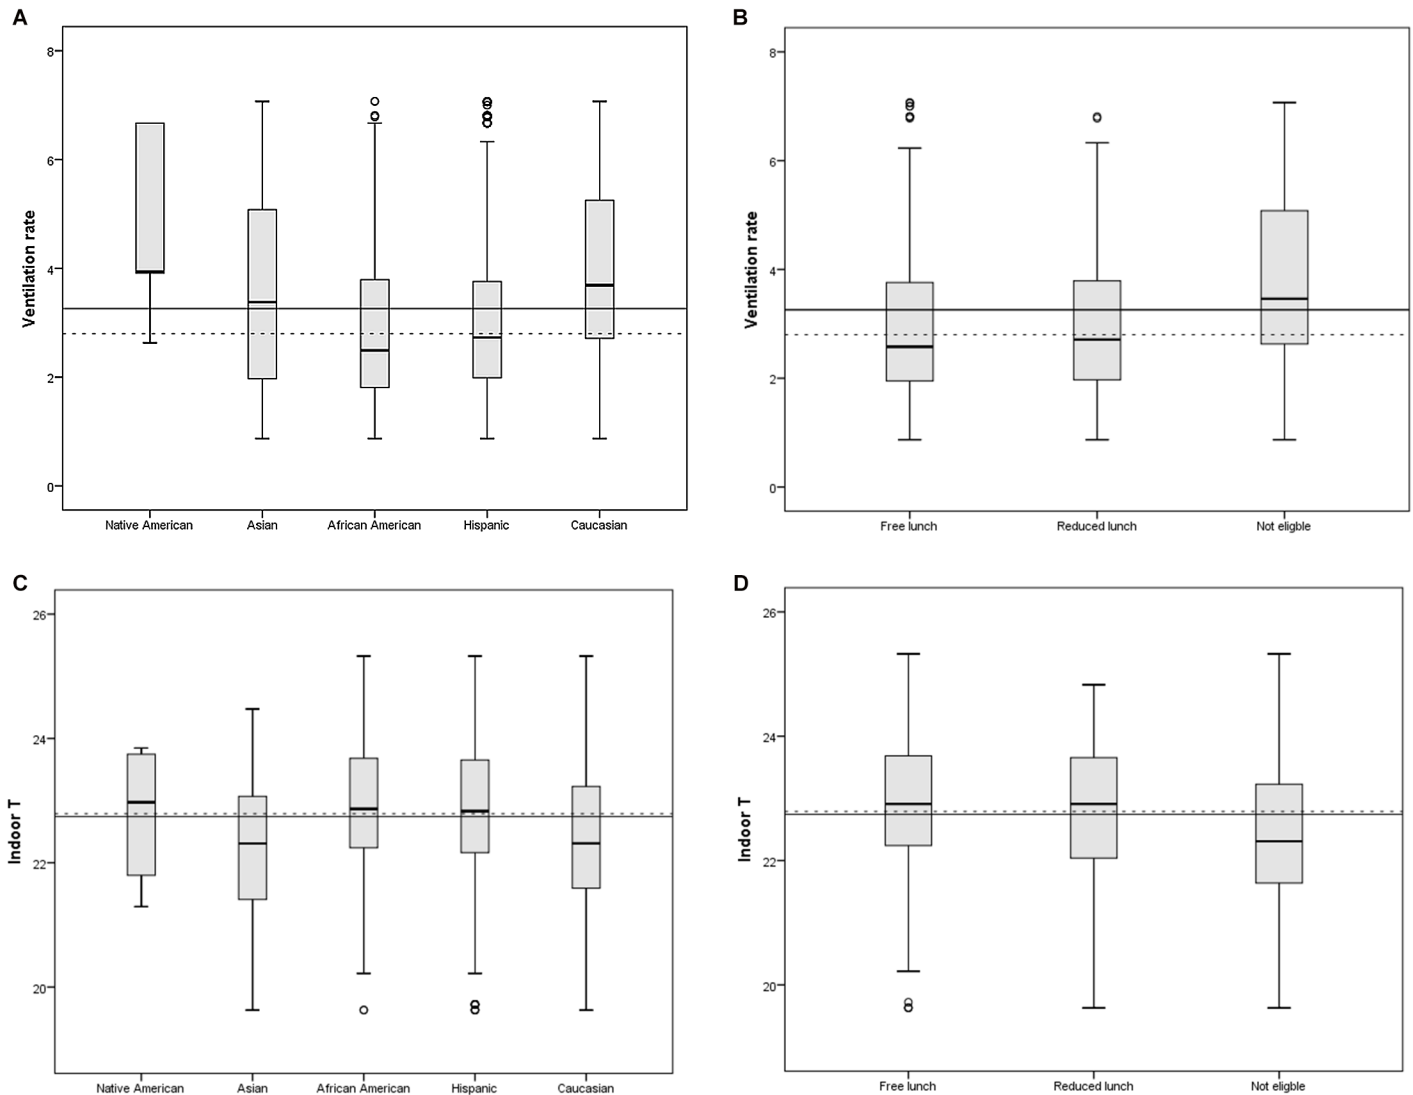 A
Ventilation rate
8
6
4
2
0
Native American
Asian
African American
Hispanic
Caucasian
B
Ventilation rate
8
6
4
2
0
Free lunch
Reduced lunch
Not eligble
C
Indoor T
26
24
22
20
Native American
Asian
African American
Hispanic
Caucasian
D
Indoor T
26
24
22
20
Free lunch
Reduced lunch
Not eligble